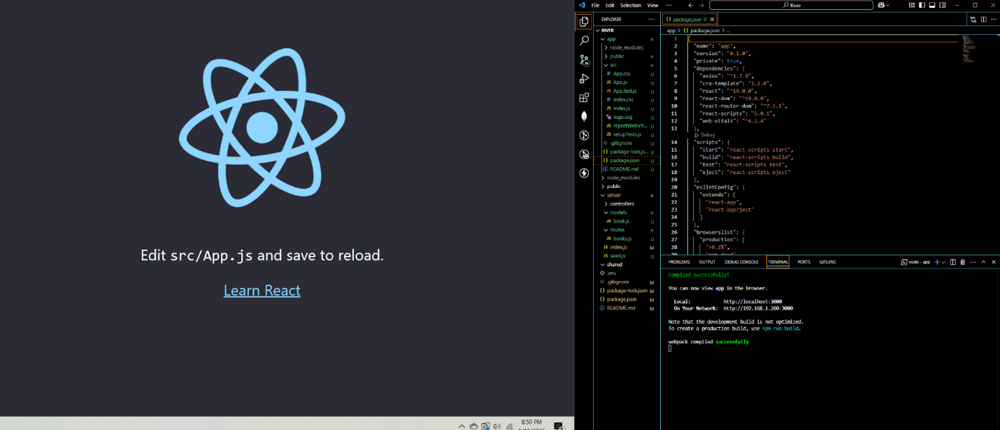 Edit src/App.js and save to reload.
Learn React
8:50 PM
File Edit Selection View ···
River
EXPLORER ···
RIVER
app
node_modules
public
src
# App.css U
JS App.js U
JS App.test.js U
# index.css U
JS index.js U
logo.svg U
JS reportWebVit... U
JS setupTests.js U
.gitignore U
{} package-lock.js... U
{} package.json U
README.md U
node_modules
public
server
controllers
models
JS book.js U
routes
JS books.js U
JS index.js M
JS seed.js U
shared
.env
.gitignore M
{} package-lock.json M
{} package.json M
README.md M
{} package.json U ×
app > {} package.json > ...
1 {
2 "name": "app",
3 "version": "0.1.0",
4 "private": true,
5 "dependencies": {
6 "axios": "^1.7.9",
7 "cra-template": "1.2.0",
8 "react": "^19.0.0",
9 "react-dom": "^19.0.0",
10 "react-router-dom": "^7.1.1",
11 "react-scripts": "5.0.1",
12 "web-vitals": "^4.2.4"
13 },
Debug
14 "scripts": {
15 "start": "react-scripts start",
16 "build": "react-scripts build",
17 "test": "react-scripts test",
18 "eject": "react-scripts eject"
19 },
20 "eslintConfig": {
21 "extends": [
22 "react-app",
23 "react-app/jest"
24 ]
25 },
26 "browserslist": {
27 "production": [
28 ">0.2%",
PROBLEMS OUTPUT DEBUG CONSOLE TERMINAL PORTS GITLENS
node - app
Compiled successfully!
You can now view app in the browser.
Local: http://localhost:3000
On Your Network: http://192.168.1.200:3000
Note that the development build is not optimized.
To create a production build, use npm run build.
webpack compiled successfully